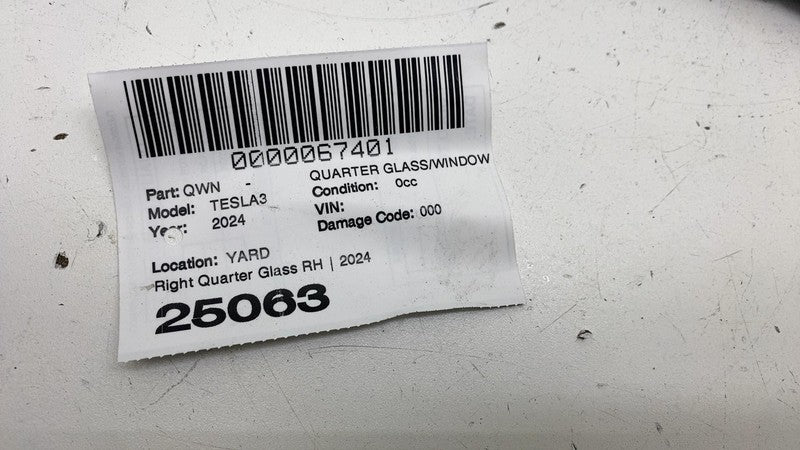 0000067401
Part: QWN - QUARTER GLASS/WINDOW
Model: TESLA3 Condition: 0cc
Year: 2024 VIN:
Damage Code: 000
Location: YARD
Right Quarter Glass RH | 2024
25063